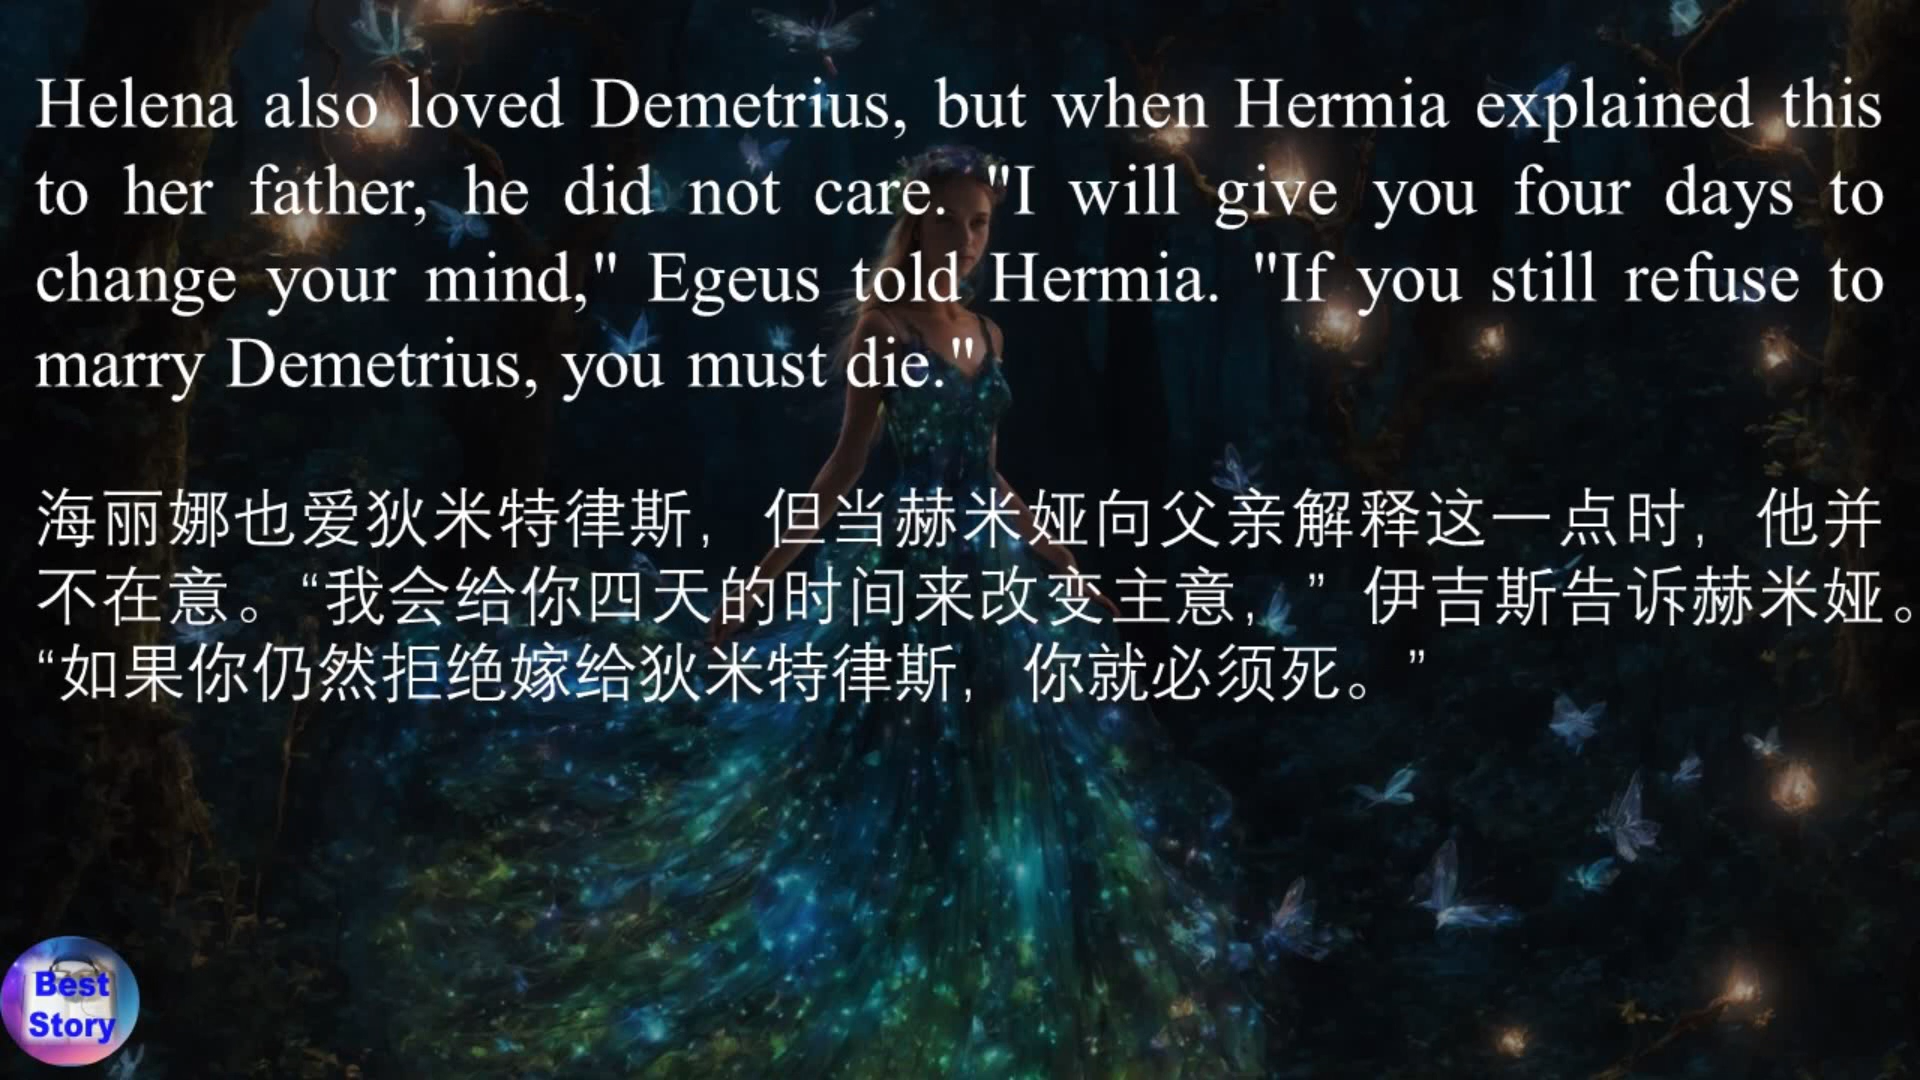 Helena also loved Demetrius, but when Hermia explained this
to her father, he did not care. "I will give you four days to
change your mind," Egeus told Hermia. "If you still refuse to
marry Demetrius, you must die."
海丽娜也爱狄米特律斯，但当赫米娅向父亲解释这一点时，他并
不在意。“我会给你四天的时间来改变主意，”伊吉斯告诉赫米娅。
“如果你仍然拒绝嫁给狄米特律斯，你就必须死。”
Best
Story